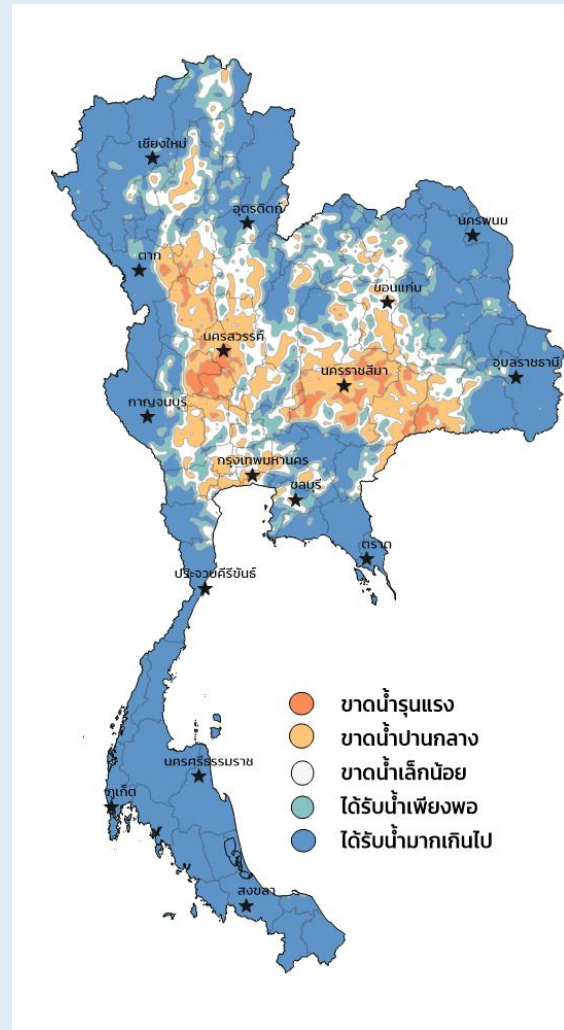 เชียงใหม่
อุตรดิตถ์
นครพนม
ตาก
ขอนแก่น
นครสวรรค์
นครราชสีมา
อุบลราชธานี
กาญจนบุรี
กรุงเทพมหานคร
ชลบุรี
ตราด
ประจวบคีรีขันธ์
ขาดน้ำรุนแรง
ขาดน้ำปานกลาง
นครศรีธรรมราช
ขาดน้ำเล็กน้อย
ภูเก็ต
ได้รับน้ำเพียงพอ
ได้รับน้ำมากเกินไป
สงขลา